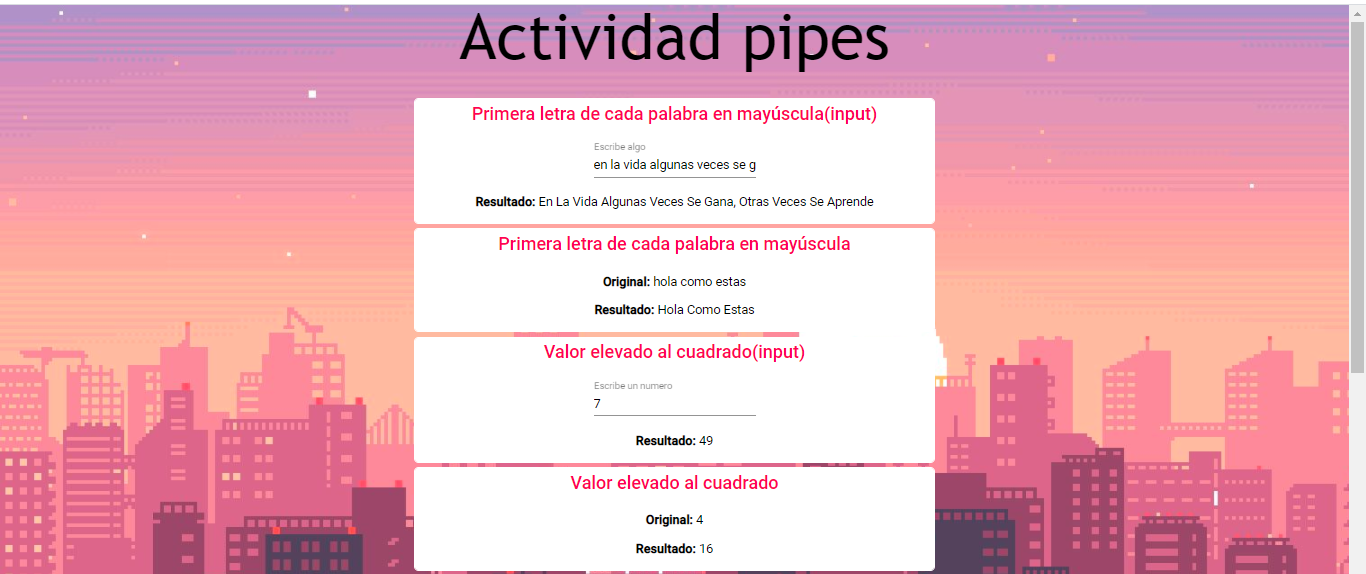 Actividad pipes
Primera letra de cada palabra en mayúscula(input)
Escribe algo
en la vida algunas veces se g
Resultado: En La Vida Algunas Veces Se Gana, Otras Veces Se Aprende
Primera letra de cada palabra en mayúscula
Original: hola como estas
Resultado: Hola Como Estas
Valor elevado al cuadrado(input)
Escribe un numero
7
Resultado: 49
Valor elevado al cuadrado
Original: 4
Resultado: 16